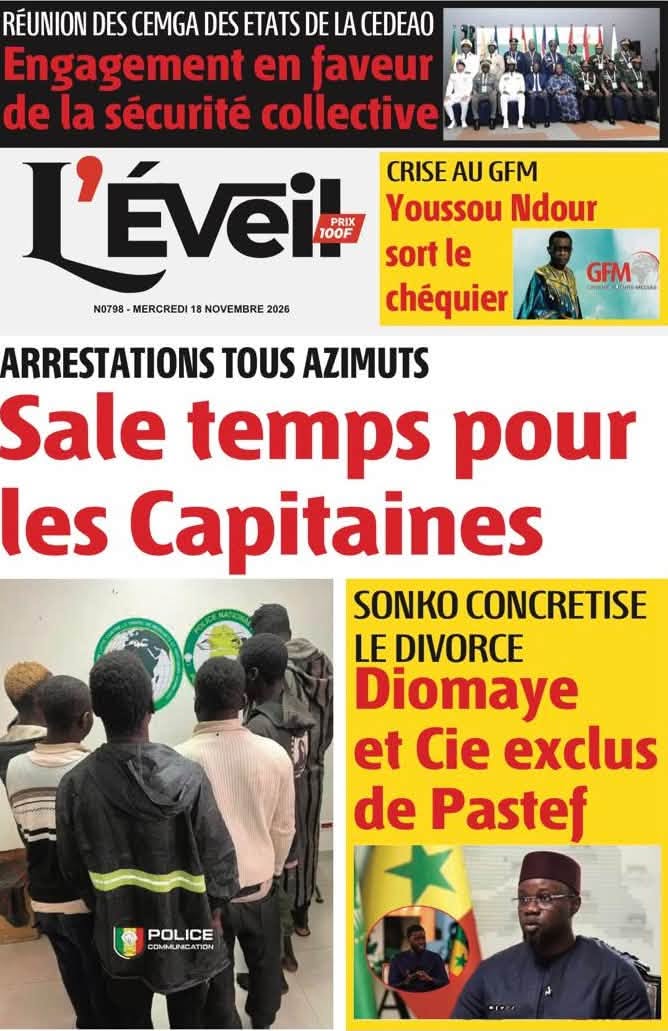 RÉUNION DES CEMGA DES ETATS DE LA CEDEAO
Engagement en faveur
de la sécurité collective
L'Éveil
PRIX
100F
N0798 - MERCREDI 18 NOVEMBRE 2026
CRISE AU GFM
Youssou Ndour
sort le
chéquier
GFM
ARRESTATIONS TOUS AZIMUTS
Sale temps pour
les Capitaines
POLICE NATIONAL
POLICE
COMMUNICATION
SONKO CONCRETISE
LE DIVORCE
Diomaye
et Cie exclus
de Pastef